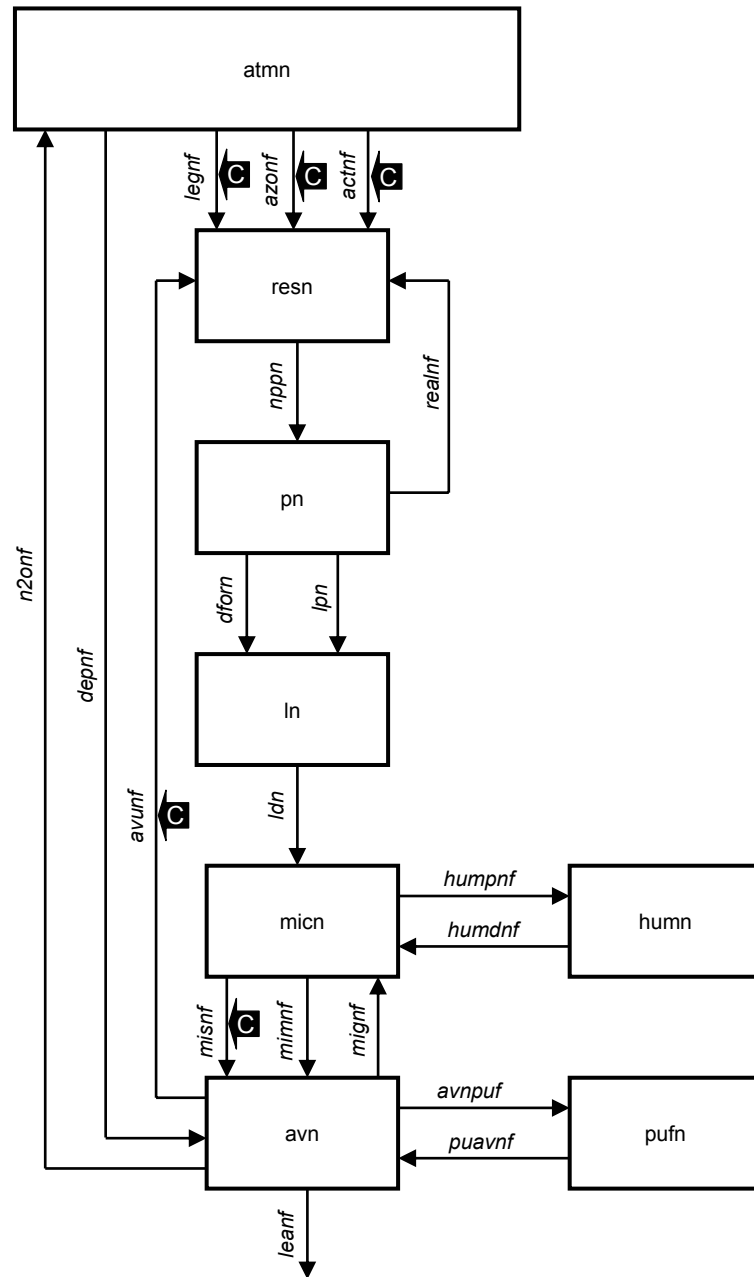 atmn
legnf
C
azonf
C
actnf
C
resn
nppn
realnf
pn
dforn
lpn
n2onf
depnf
ln
avunf
C
ldn
micn
humpnf
humdnf
humn
misnf
C
mimnf
mignf
avn
avnpuf
puavnf
pufn
leanf